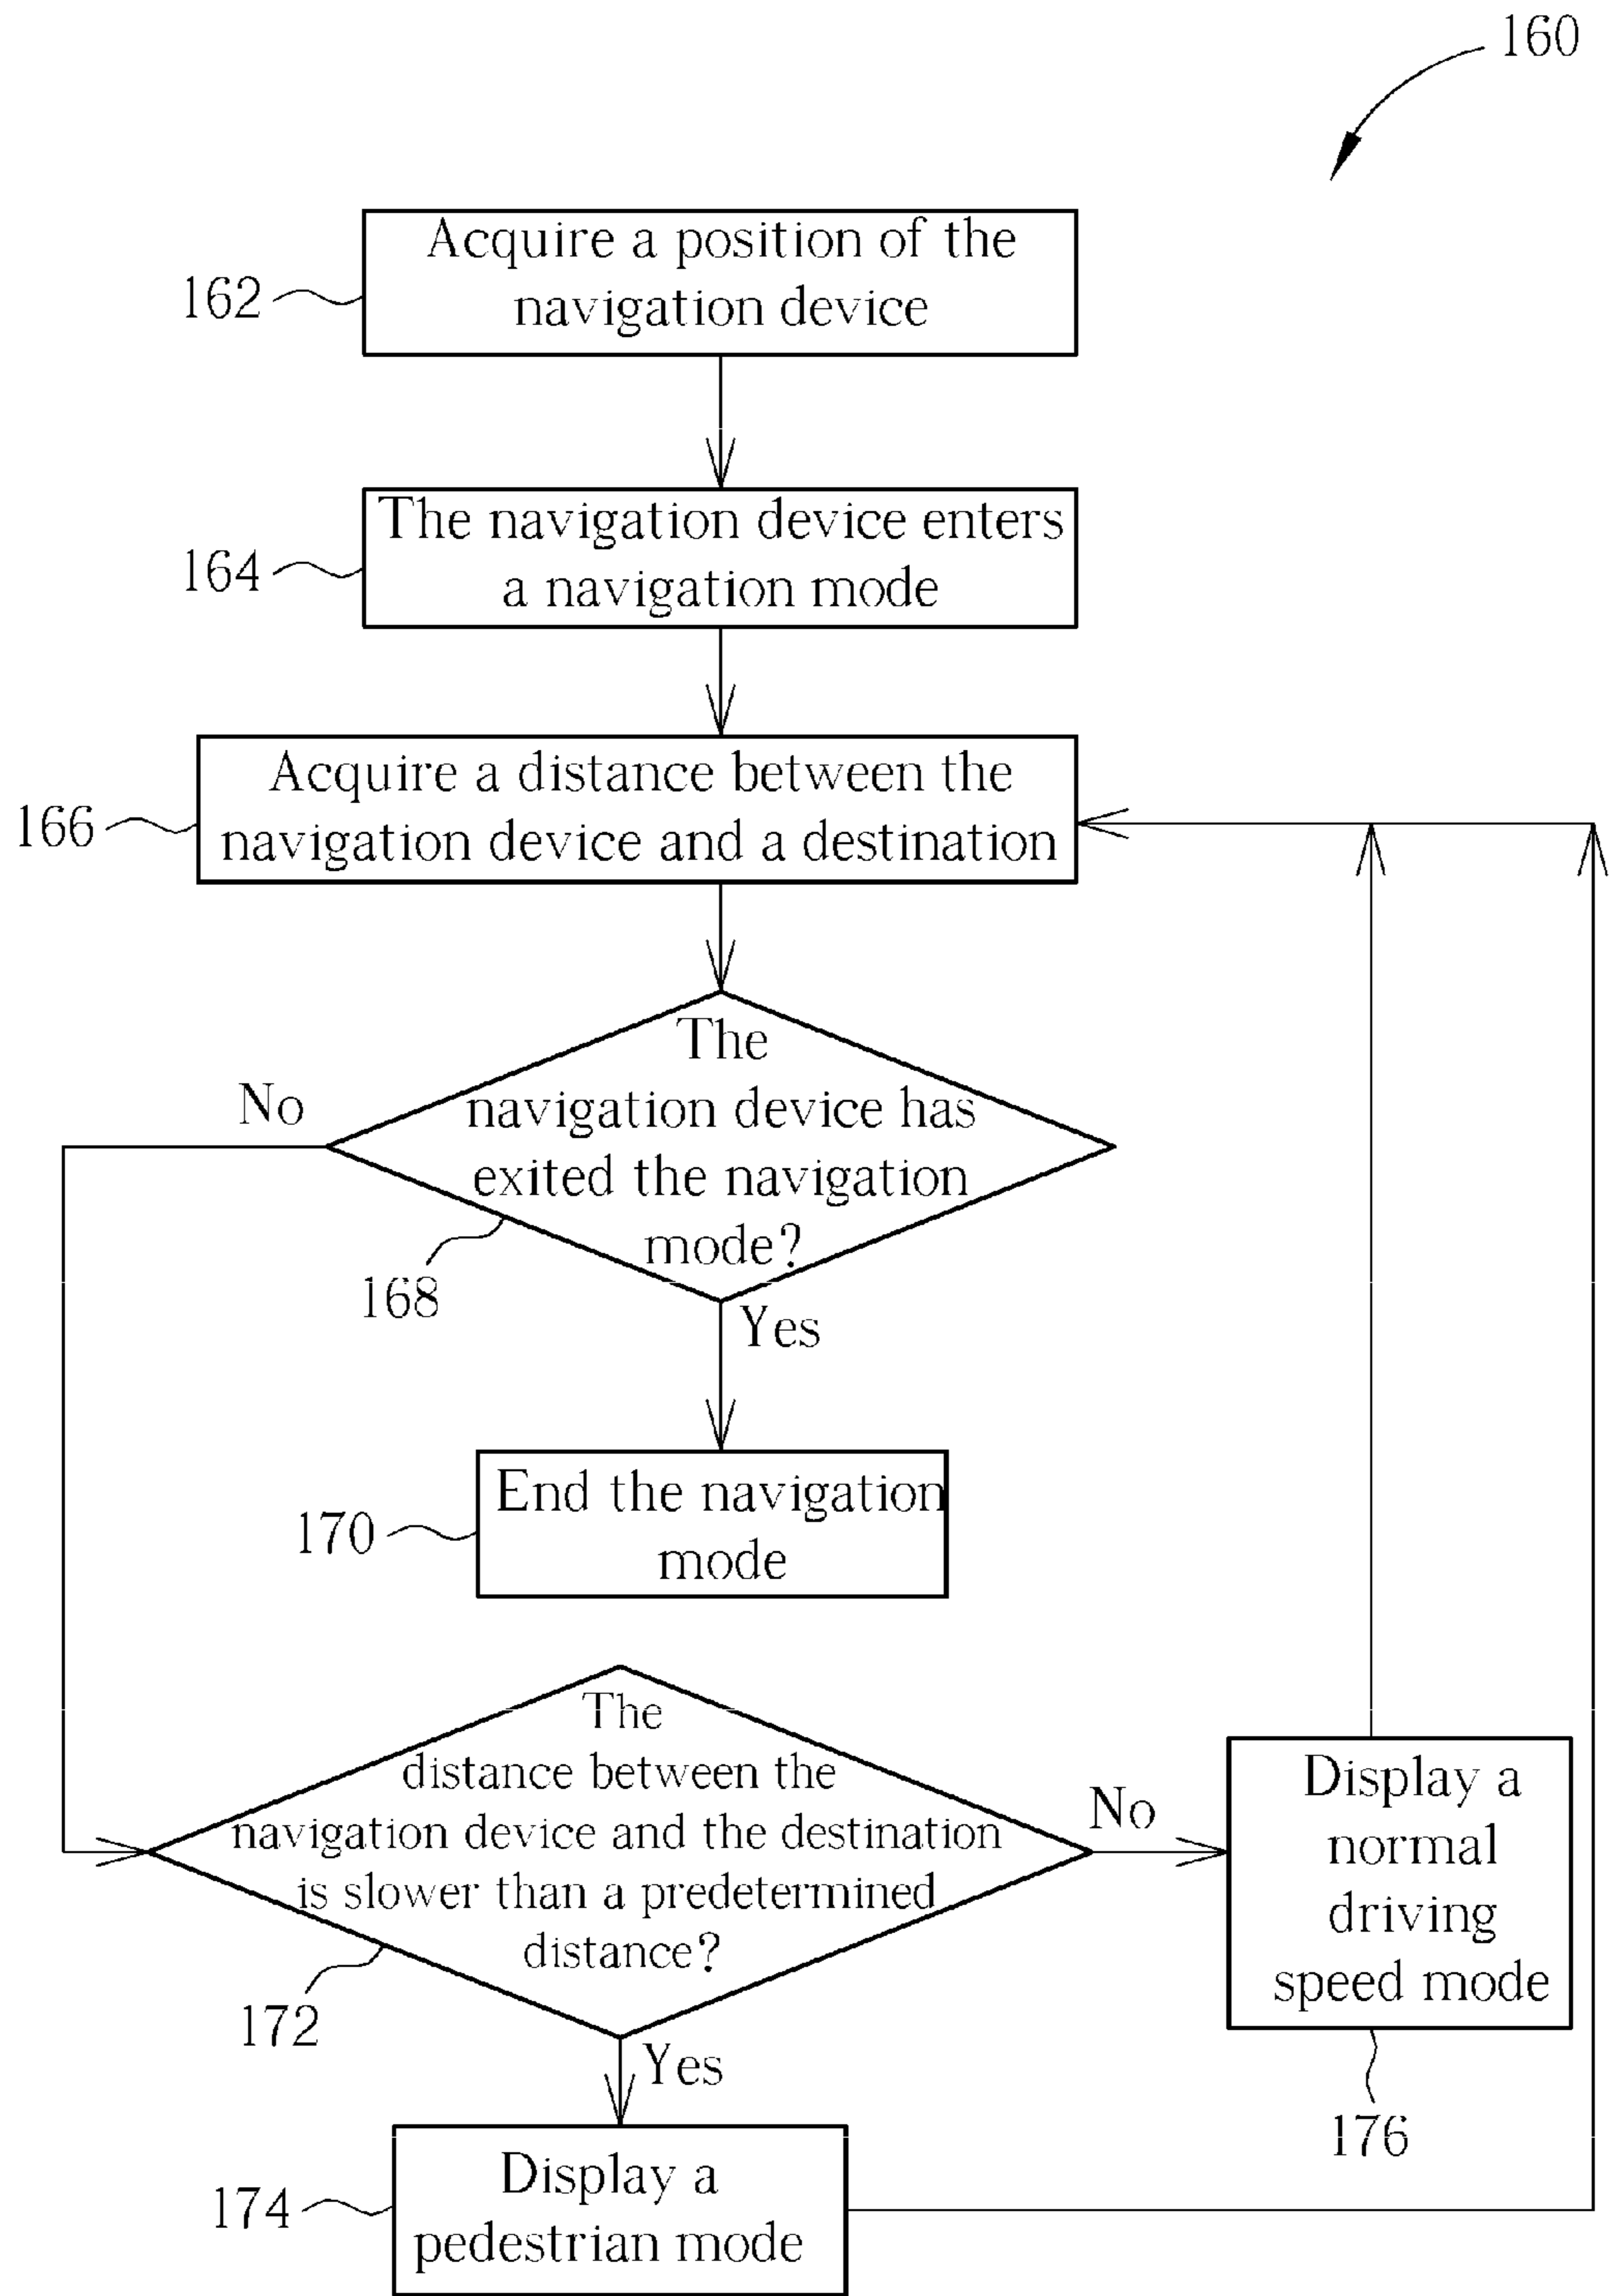 160
Acquire a position of the
navigation device
162
The navigation device enters
a navigation mode
164
Acquire a distance between the
navigation device and a destination
166
The
navigation device has
exited the navigation
mode?
No
168
Yes
End the navigation
mode
170
The
distance between the
navigation device and the destination
is slower than a predetermined
distance?
No
172
Yes
Display a
normal
driving
speed mode
176
Display a
pedestrian mode
174